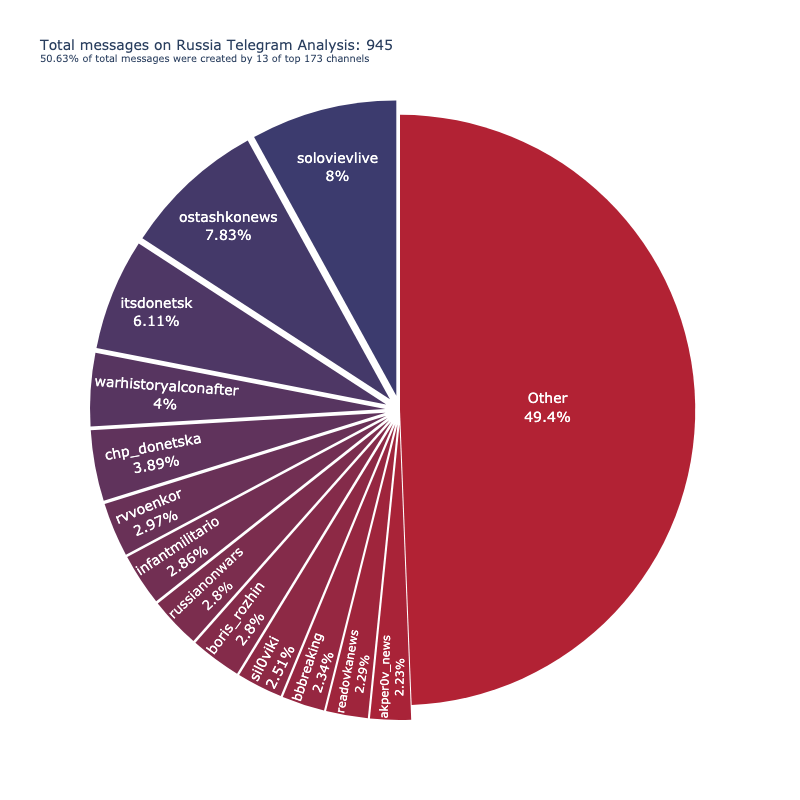 Total messages on Russia Telegram Analysis: 945
50.63% of total messages were created by 13 of top 173 channels
solovievlive
8%
ostashkonews
7.83%
itsdonetsk
6.11%
warhistoryalconafter
4%
chp_donetska
3.89%
rvvoenkor
2.97%
infantmilitario
2.86%
russianonwars
2.8%
boris_rozhin
2.8%
sil0viki
2.51%
bbbreaking
2.34%
readovkanews
2.29%
akper0v_news
2.23%
Other
49.4%